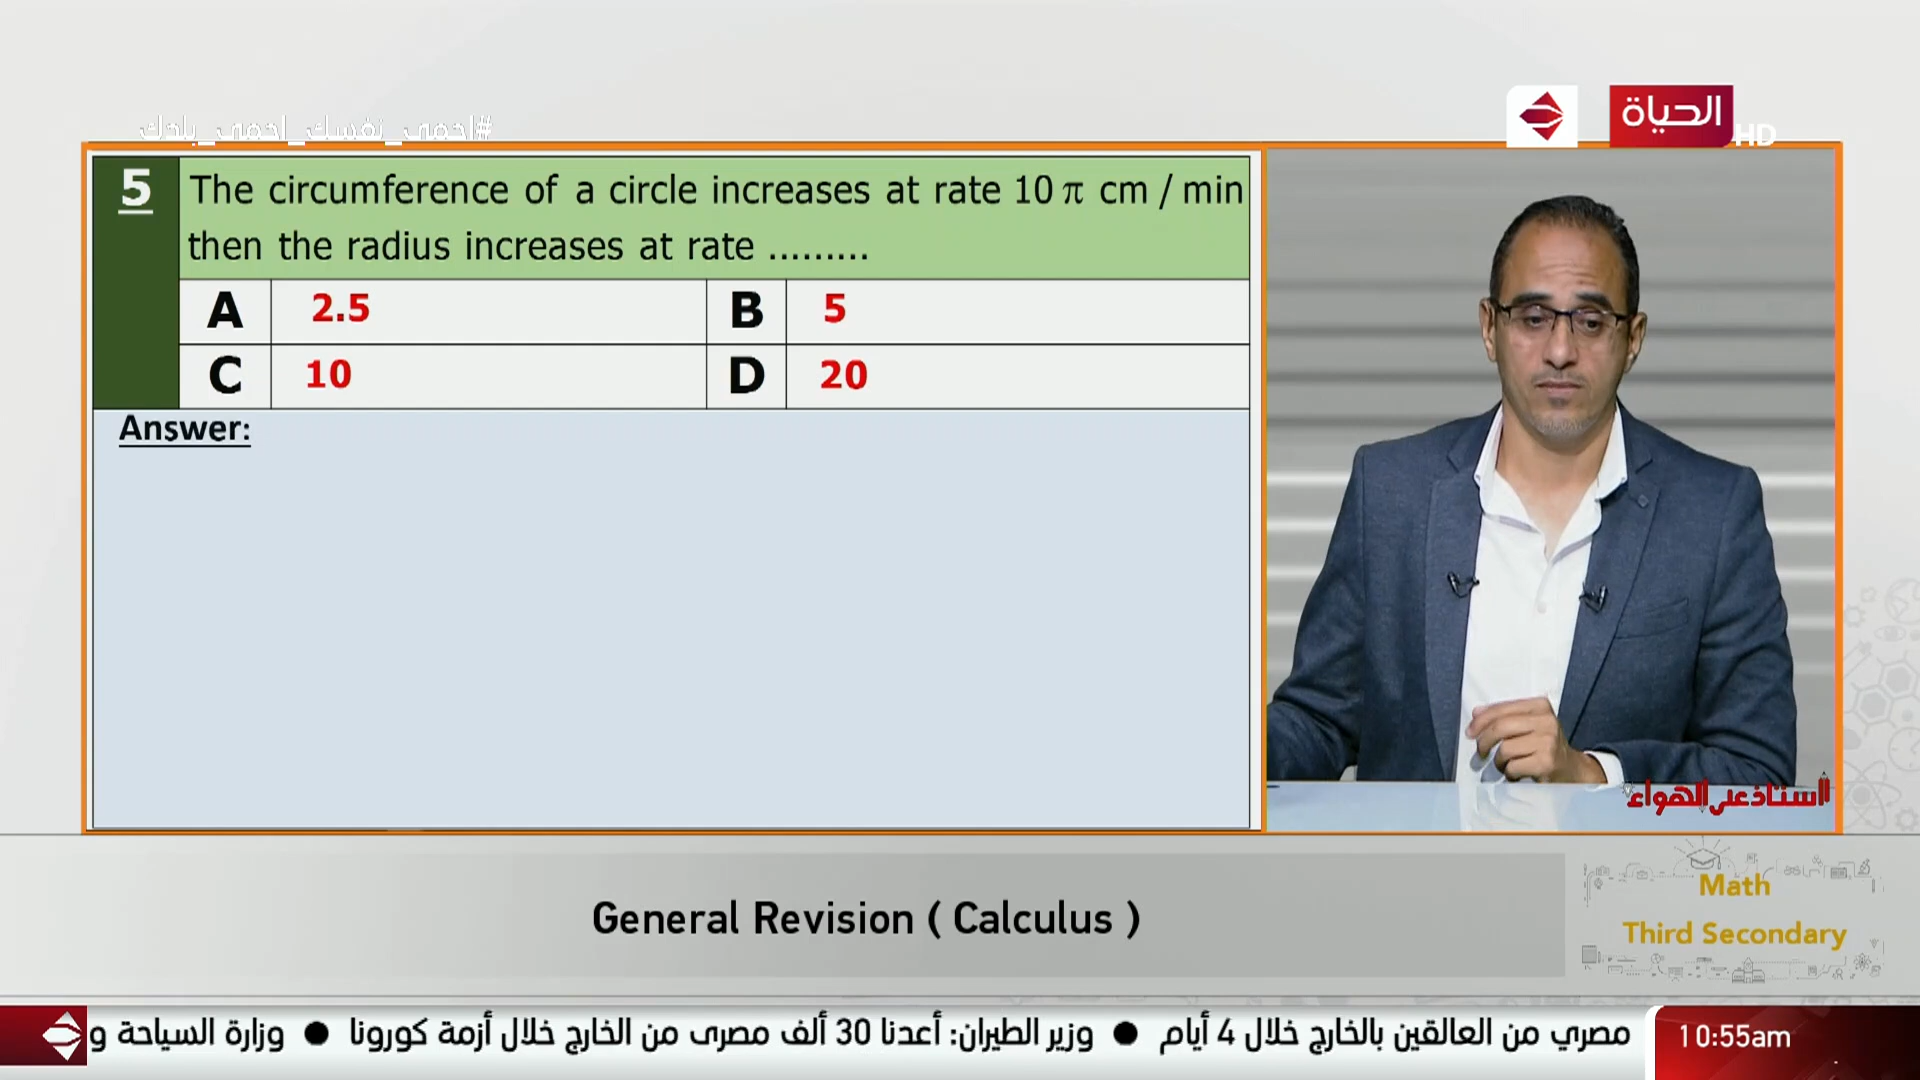 #احمي_نفسك_احمي_بلدك
الحياة
HD
5
The circumference of a circle increases at rate 10 π cm / min
then the radius increases at rate .........
A 2.5 B 5
C 10 D 20
Answer:
أستاذ على الهواء
General Revision ( Calculus )
Math
Third Secondary
مصري من العالقين بالخارج خلال 4 أيام ● وزير الطيران: أعدنا 30 ألف مصرى من الخارج خلال أزمة كورونا ● وزارة السياحة و
10:55am